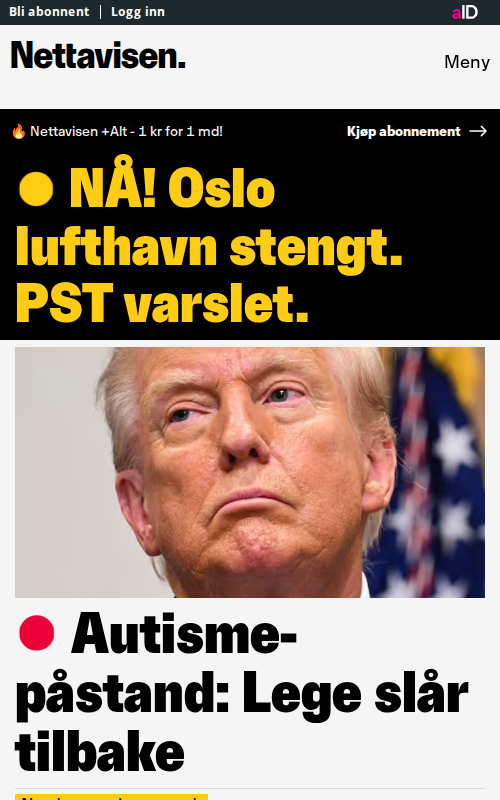 Bli abonnent | Logg inn
aID
Nettavisen.
Meny
🔥 Nettavisen +Alt - 1 kr for 1 md!
Kjøp abonnement →
NÅ! Oslo
lufthavn stengt.
PST varslet.
Autisme-
påstand: Lege slår
tilbake